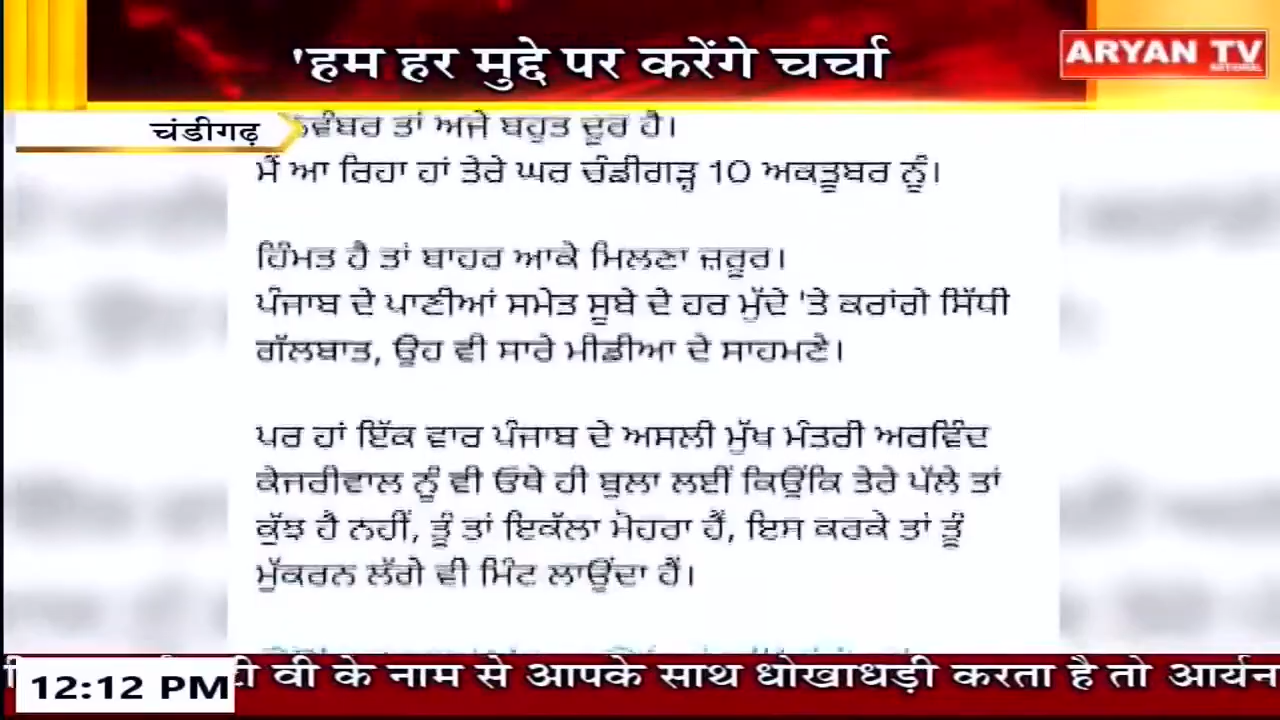 'हम हर मुद्दे पर करेंगे चर्चा
ARYAN TV
NATIONAL
चंडीगढ़
ਨਵੰਬਰ ਤਾਂ ਅਜੇ ਬਹੁਤ ਦੂਰ ਹੈ।
ਮੈਂ ਆ ਰਿਹਾ ਹਾਂ ਤੇਰੇ ਘਰ ਚੰਡੀਗੜ੍ਹ 10 ਅਕਤੂਬਰ ਨੂੰ।
ਹਿੰਮਤ ਹੈ ਤਾਂ ਬਾਹਰ ਆਕੇ ਮਿਲਣਾ ਜ਼ਰੂਰ।
ਪੰਜਾਬ ਦੇ ਪਾਣੀਆਂ ਸਮੇਤ ਸੂਬੇ ਦੇ ਹਰ ਮੁੱਦੇ 'ਤੇ ਕਰਾਂਗੇ ਸਿੱਧੀ
ਗੱਲਬਾਤ, ਉਹ ਵੀ ਸਾਰੇ ਮੀਡੀਆ ਦੇ ਸਾਹਮਣੇ।
ਪਰ ਹਾਂ ਇੱਕ ਵਾਰ ਪੰਜਾਬ ਦੇ ਅਸਲੀ ਮੁੱਖ ਮੰਤਰੀ ਅਰਵਿੰਦ
ਕੇਜਰੀਵਾਲ ਨੂੰ ਵੀ ਓਥੇ ਹੀ ਬੁਲਾ ਲਈਂ ਕਿਉਂਕਿ ਤੇਰੇ ਪੱਲੇ ਤਾਂ
ਕੁੱਝ ਹੈ ਨਹੀਂ, ਤੂੰ ਤਾਂ ਇਕੱਲਾ ਮੋਹਰਾ ਹੈਂ, ਇਸ ਕਰਕੇ ਤਾਂ ਤੂੰ
ਮੁੱਕਰਨ ਲੱਗੇ ਵੀ ਮਿੰਟ ਲਾਉਂਦਾ ਹੈਂ।
12:12 PM
टी वी के नाम से आपके साथ धोखाधड़ी करता है तो आर्यन